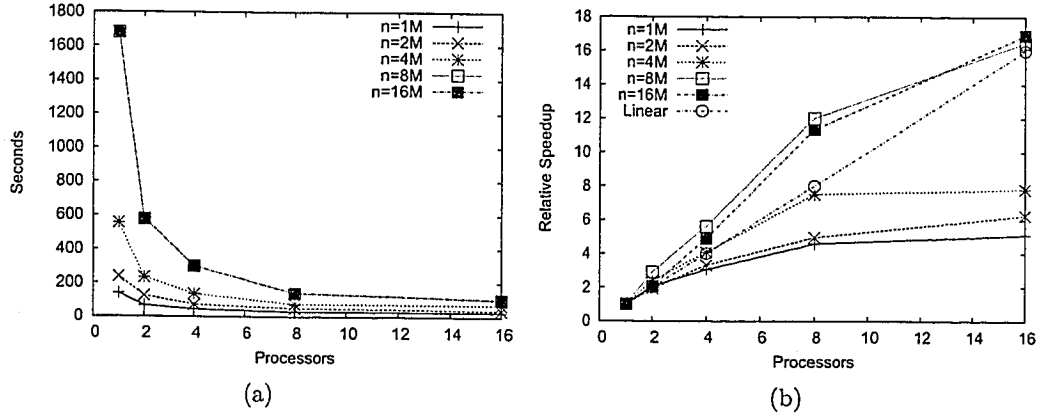 1800
1600
1400
1200
1000
800
600
400
200
0
Seconds
n=1M
n=2M
n=4M
n=8M
n=16M
0 2 4 6 8 10 12 14 16
Processors
(a)
18
16
14
12
10
8
6
4
2
0
Relative Speedup
n=1M
n=2M
n=4M
n=8M
n=16M
Linear
0 2 4 6 8 10 12 14 16
Processors
(b)